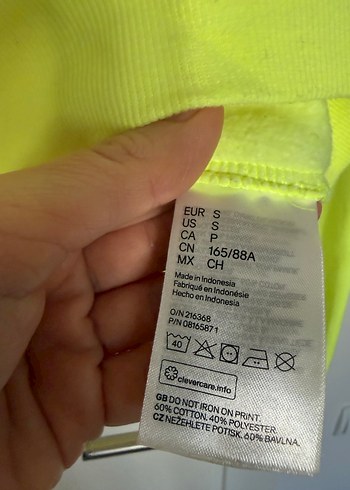 EUR S
US S
CA P
CN 165/88A
MX CH
Made in Indonesia
Fabriqué en Indonésie
Hecho en Indonesia
O/N 216368
P/N 08165871
40
clevercare.info
GB DO NOT IRON ON PRINT.
60% COTTON. 40% POLYESTER.
CZ NEŽEHLETE POTISK. 60% BAVLNA.